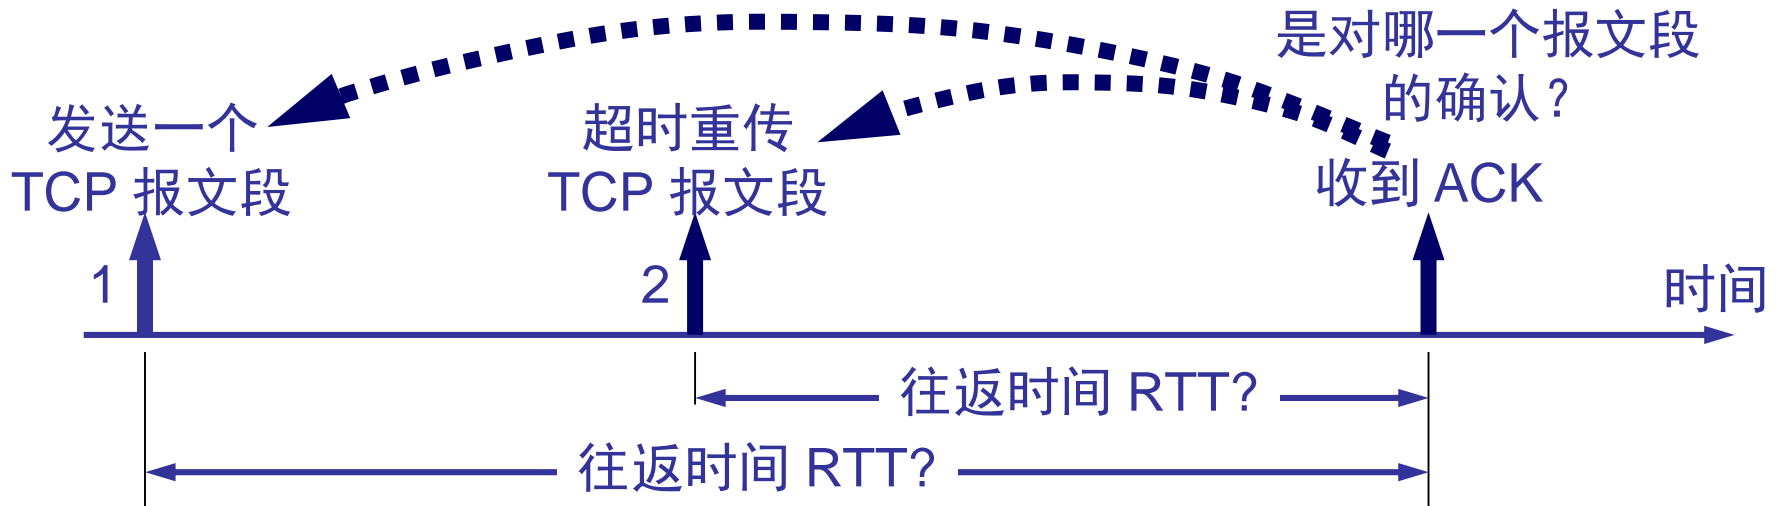 是对哪一个报文段
的确认？
发送一个
TCP 报文段
超时重传
TCP 报文段
收到 ACK
1
2
时间
往返时间 RTT?
往返时间 RTT?